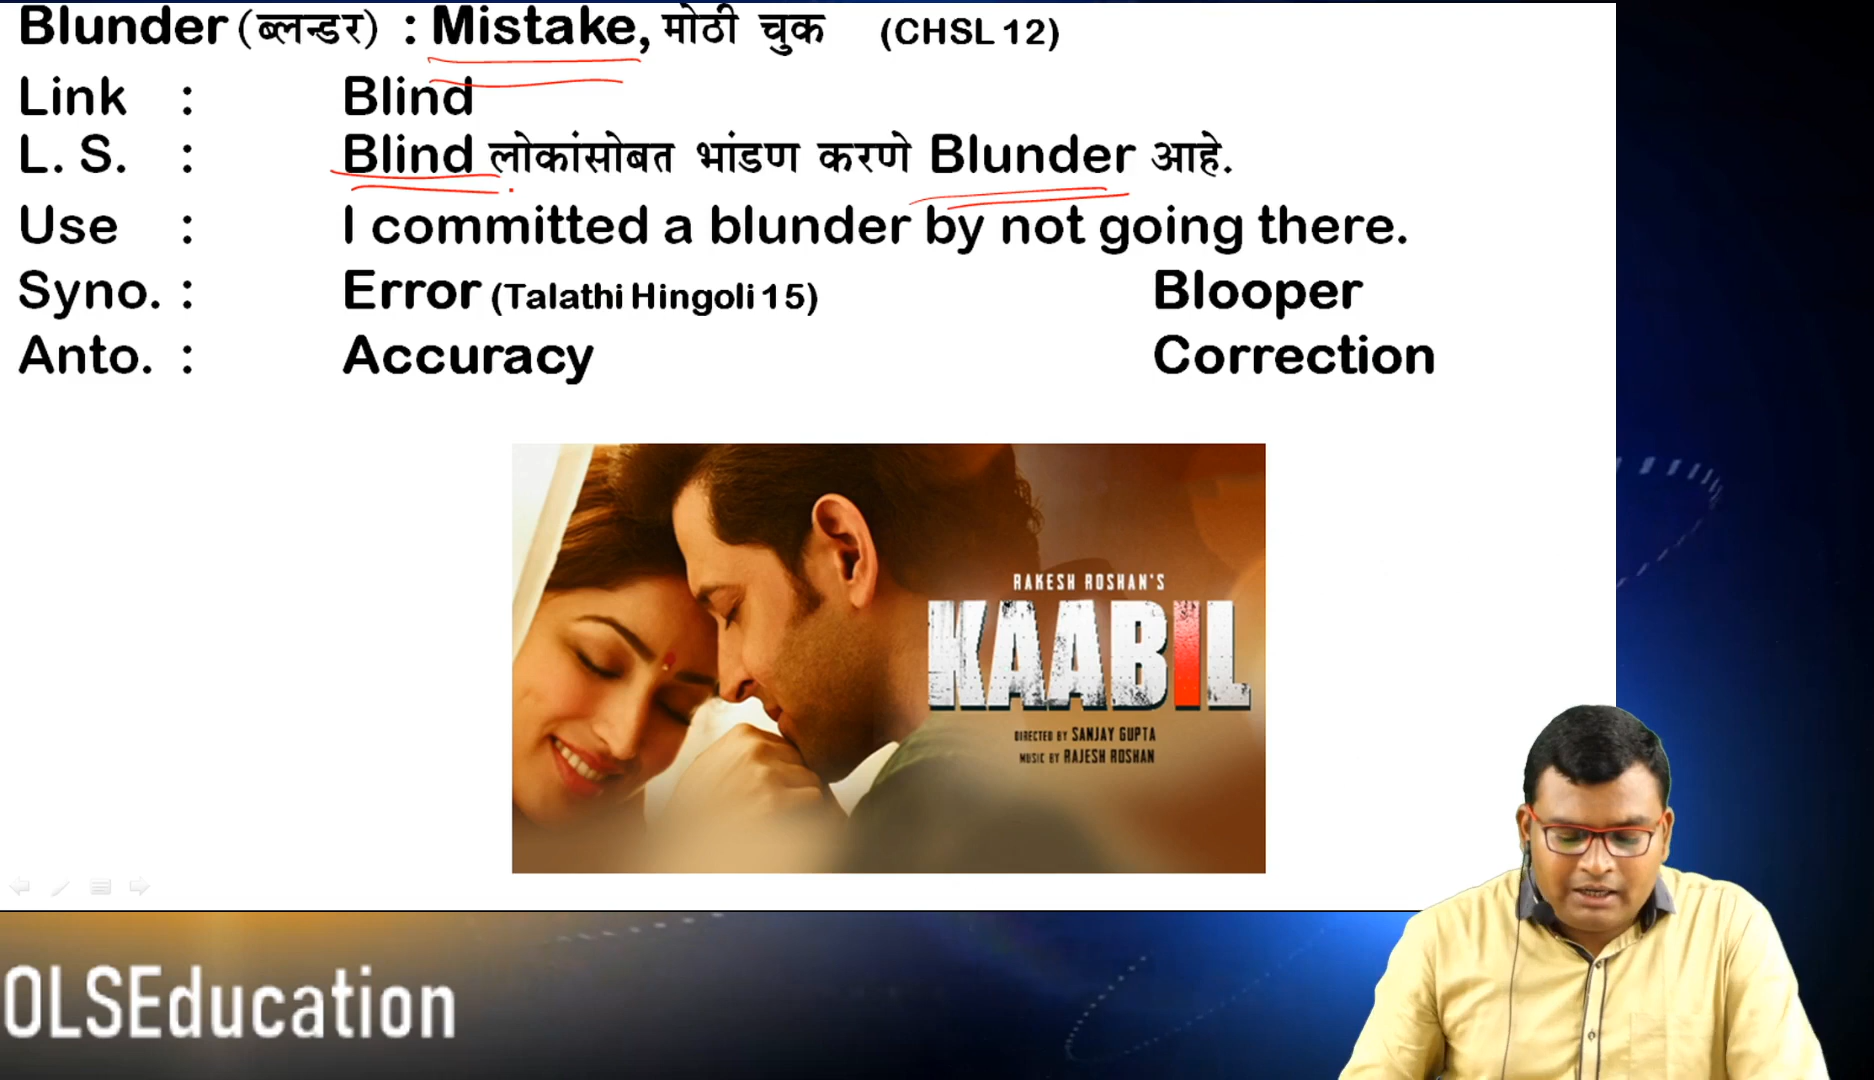 Blunder (ब्लन्डर) : Mistake, मोठी चुक (CHSL 12)
Link : Blind
L. S. : Blind लोकांसोबत भांडण करणे Blunder आहे.
Use : I committed a blunder by not going there.
Syno. : Error (Talathi Hingoli 15) Blooper
Anto. : Accuracy Correction
RAKESH ROSHAN'S
KAABIL
DIRECTED BY SANJAY GUPTA
MUSIC BY RAJESH ROSHAN
OLSEducation